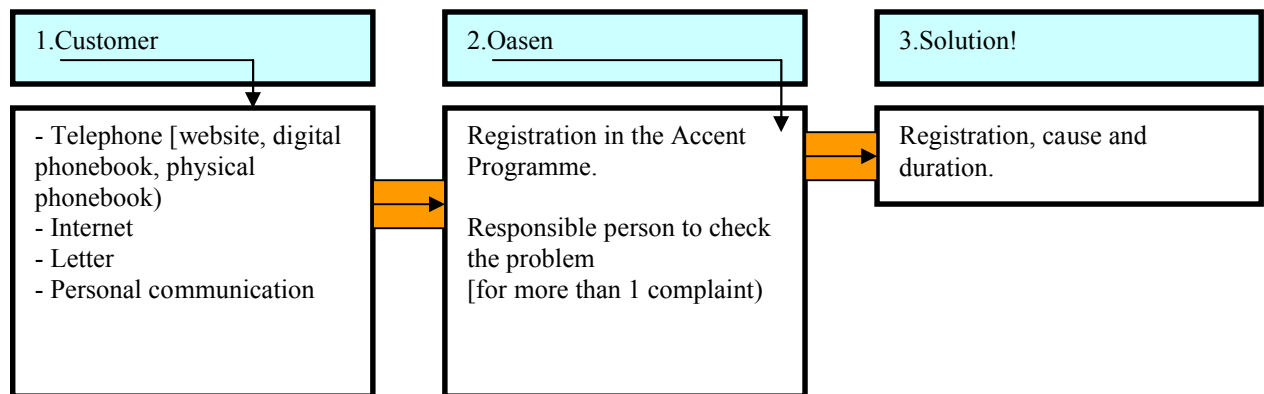 1.Customer
2.Oasen
3.Solution!
- Telephone [website, digital
phonebook, physical
phonebook)
- Internet
- Letter
- Personal communication
Registration in the Accent
Programme.
Responsible person to check
the problem
[for more than 1 complaint)
Registration, cause and
duration.